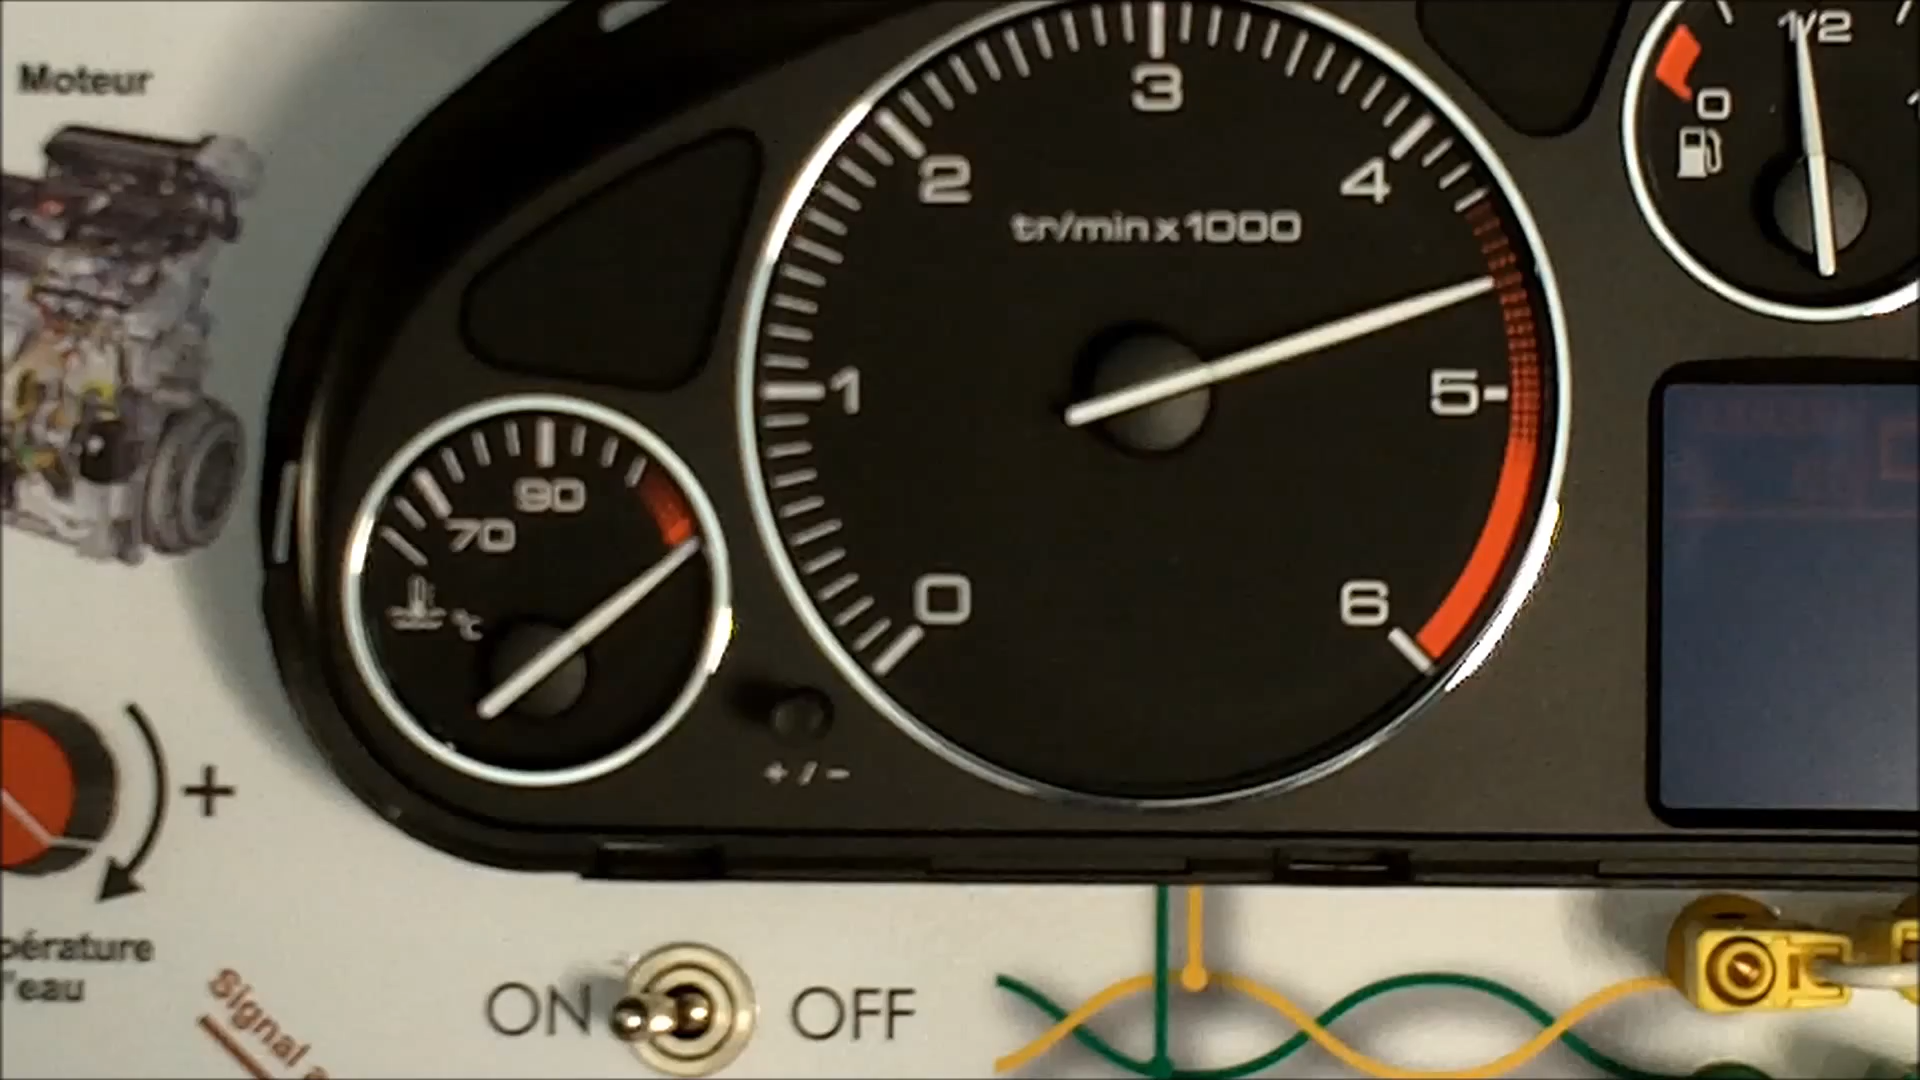 Moteur
1/2
0
1
2
3
4
tr/min x 1000
1
5
0
6
70
90
°C
+ / -
+
pérature
l'eau
Signal a
ON
OFF